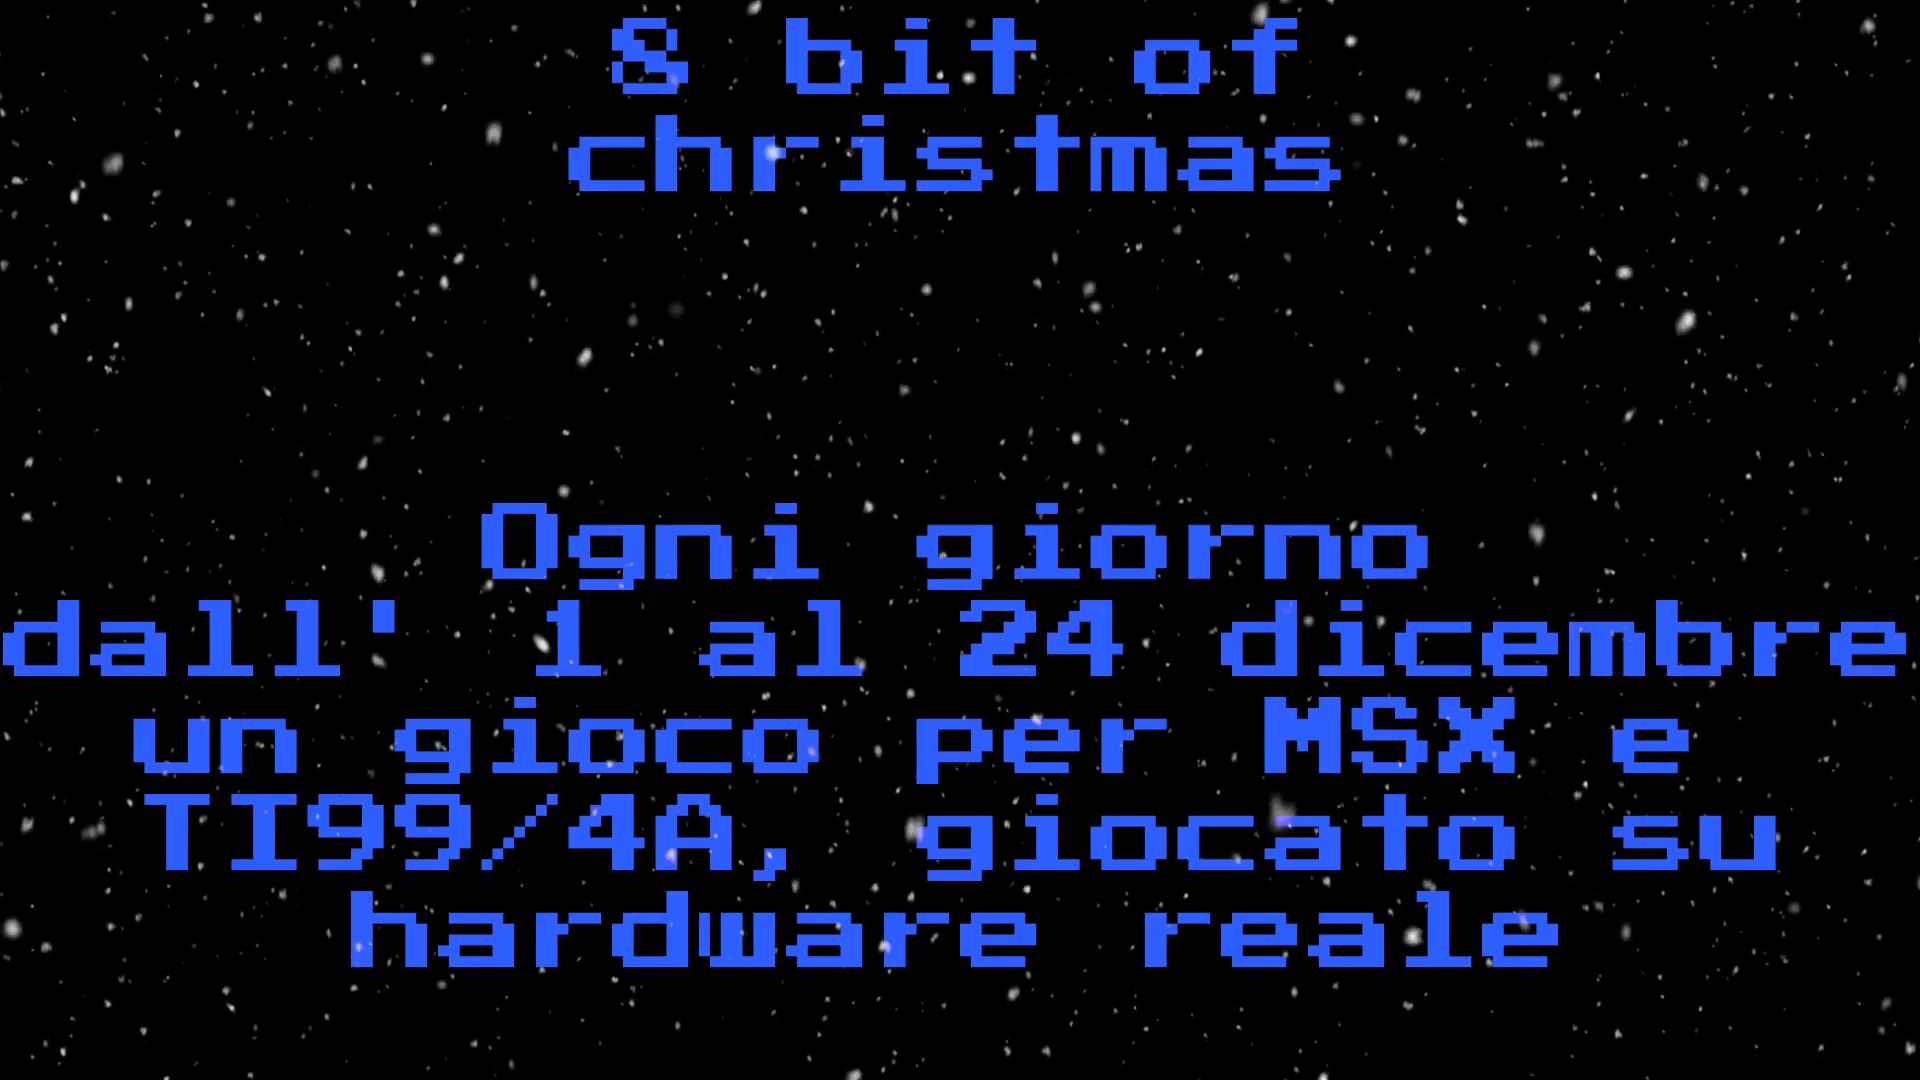 8 bit of
christmas
Ogni giorno
dall' 1 al 24 dicembre
un gioco per MSX e
TI99/4A, giocato su
hardware reale